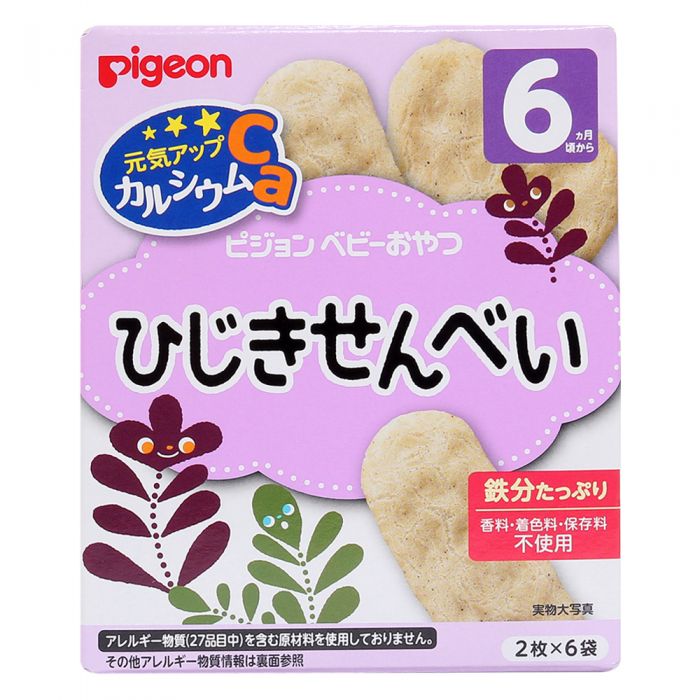 Pigeon
6
ヵ月
頃から
元気アップ
カルシウム
Ca
ピジョン ベビーおやつ
ひじきせんべい
鉄分たっぷり
香料・着色料・保存料
不使用
実物大写真
アレルギー物質(27品目中)を含む原材料を使用しておりません。
その他アレルギー物質情報は裏面参照
2枚×6袋